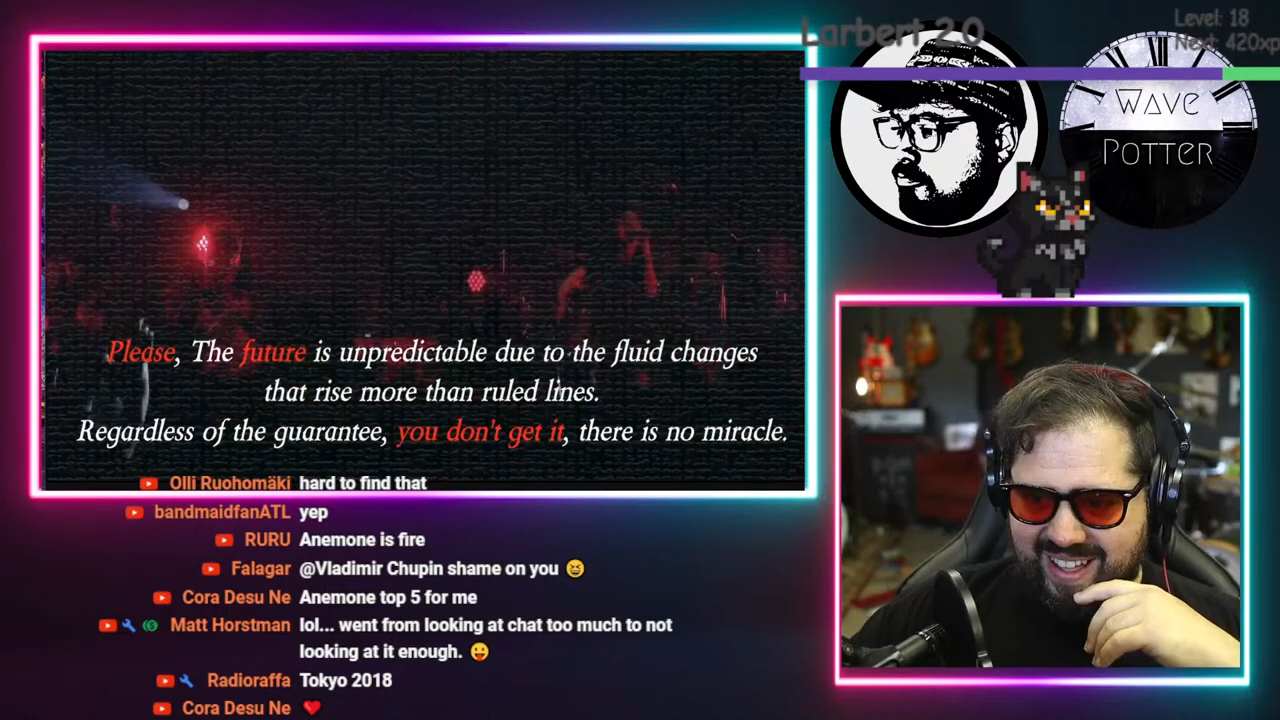 Larbert 2.0
Level: 18
Next: 420xp
WAVE
POTTER
Please, The future is unpredictable due to the fluid changes
that rise more than ruled lines.
Regardless of the guarantee, you don't get it, there is no miracle.
Olli Ruohomäki hard to find that
bandmaidfanATL yep
RURU Anemone is fire
Falagar @Vladimir Chupin shame on you 😆
Cora Desu Ne Anemone top 5 for me
Matt Horstman lol... went from looking at chat too much to not
looking at it enough. 😜
Radioraffa Tokyo 2018
Cora Desu Ne ❤️